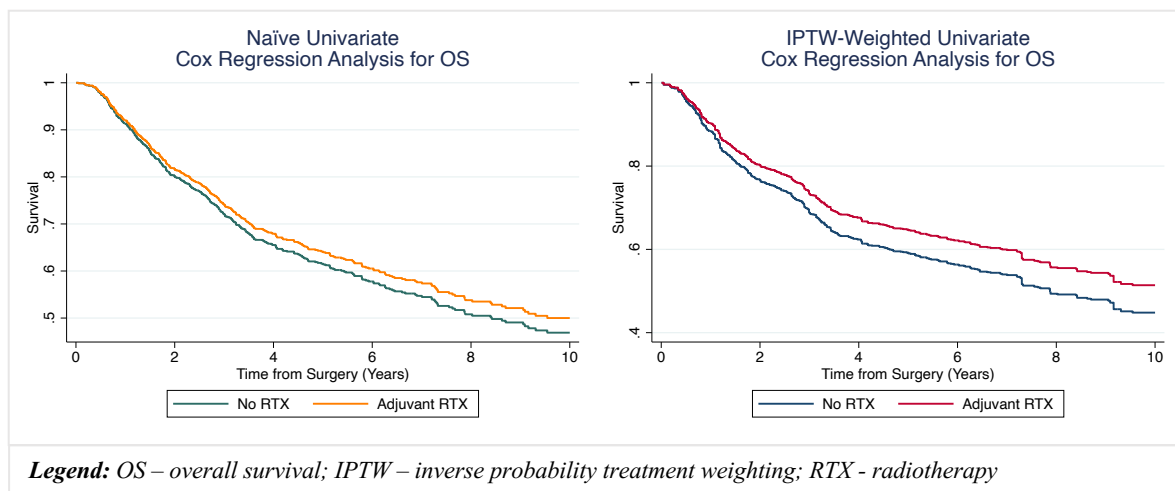 Naïve Univariate
Cox Regression Analysis for OS
1
.9
.8
.7
.6
.5
Survival
0 2 4 6 8 10
Time from Surgery (Years)
No RTX Adjuvant RTX
IPTW-Weighted Univariate
Cox Regression Analysis for OS
1
.8
.6
.4
Survival
0 2 4 6 8 10
Time from Surgery (Years)
No RTX Adjuvant RTX
Legend: OS – overall survival; IPTW – inverse probability treatment weighting; RTX - radiotherapy